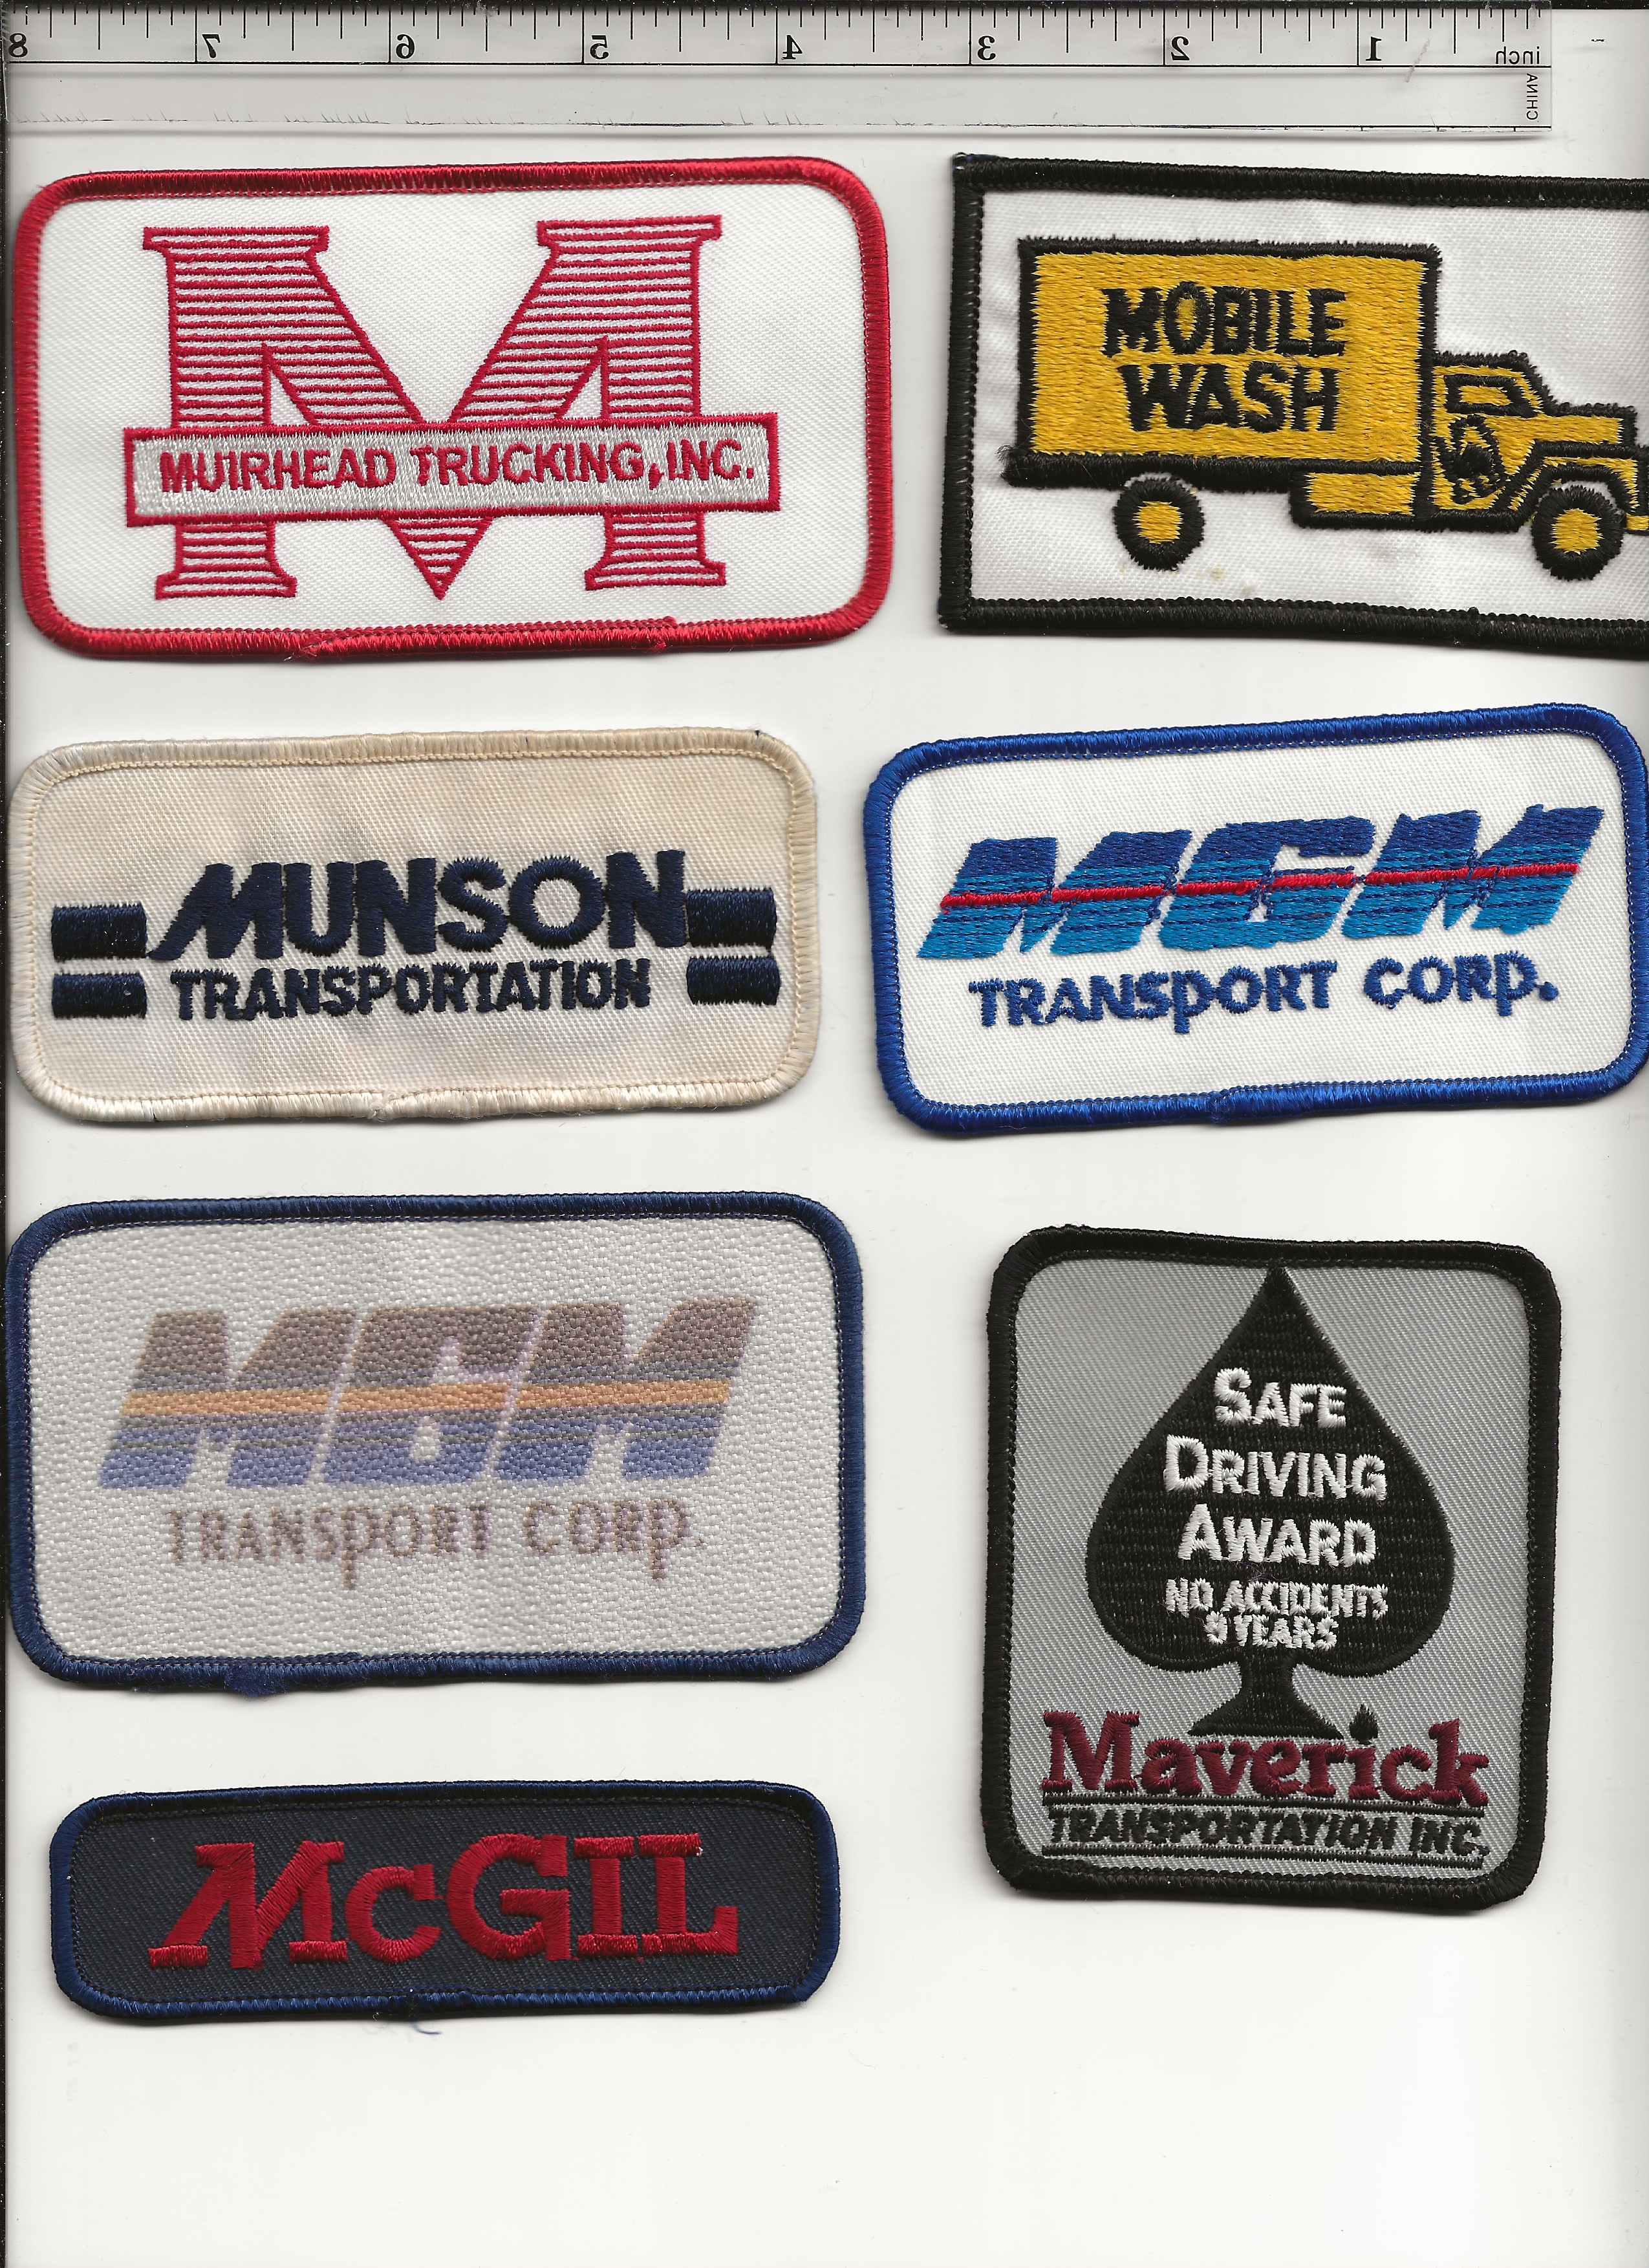 8 7 6 5 4 3 2 1 inch
CHINA
MUIRHEAD TRUCKING, INC.
MOBILE
WASH
MUNSON
TRANSPORTATION
MGM
TRANSPORT CORP.
MGM
TRANSPORT CORP.
SAFE
DRIVING
AWARD
NO ACCIDENTS
YEARS
Maverick
TRANSPORTATION INC.
McGIL